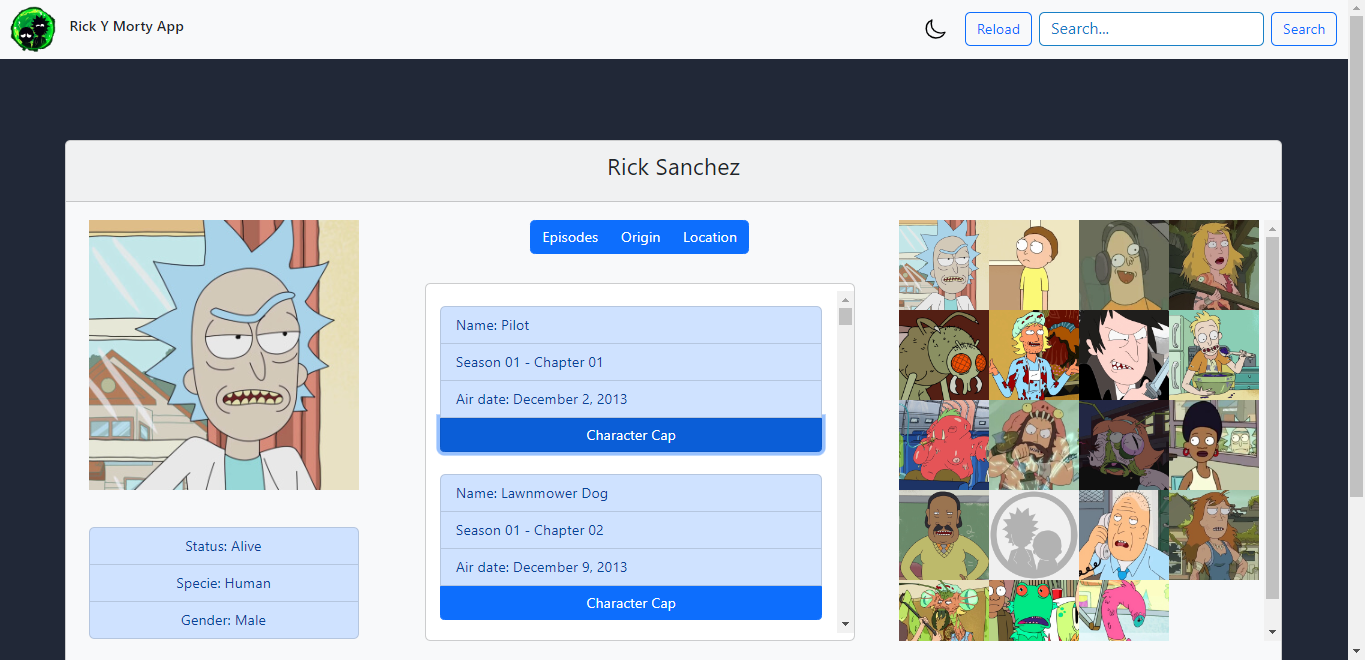 Rick Y Morty App
Reload
Search...
Search
Rick Sanchez
Episodes Origin Location
Name: Pilot
Season 01 - Chapter 01
Air date: December 2, 2013
Character Cap
Name: Lawnmower Dog
Season 01 - Chapter 02
Air date: December 9, 2013
Character Cap
Status: Alive
Specie: Human
Gender: Male